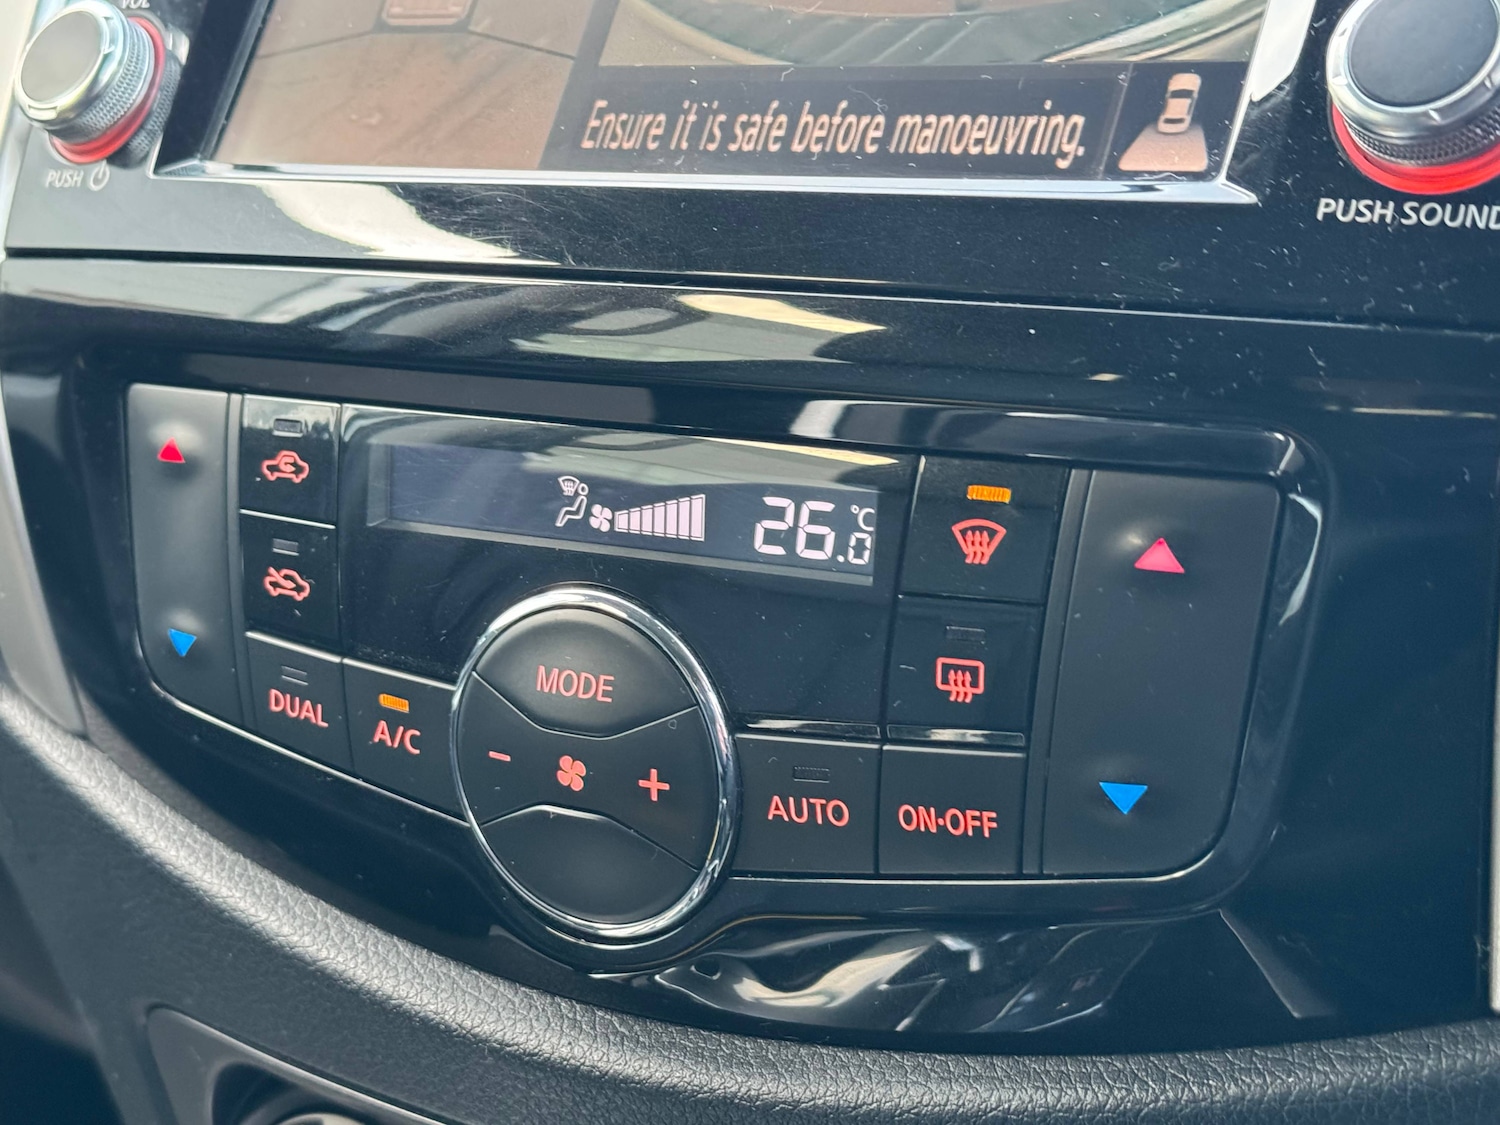 VOL
Ensure it is safe before manoeuvring.
PUSH
PUSH SOUND
26.0 °C
DUAL
A/C
MODE
- +
AUTO
ON·OFF